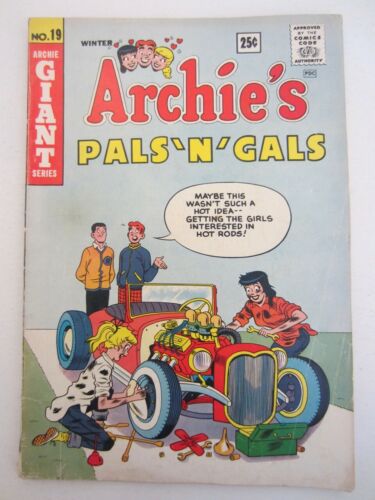 NO. 19
ARCHIE
GIANT
SERIES
WINTER
25¢
APPROVED
BY THE
COMICS
CODE
AUTHORITY
PDC
Archie's
PALS 'N' GALS
MAYBE THIS
WASN'T SUCH A
HOT IDEA--
GETTING THE GIRLS
INTERESTED IN
HOT RODS!